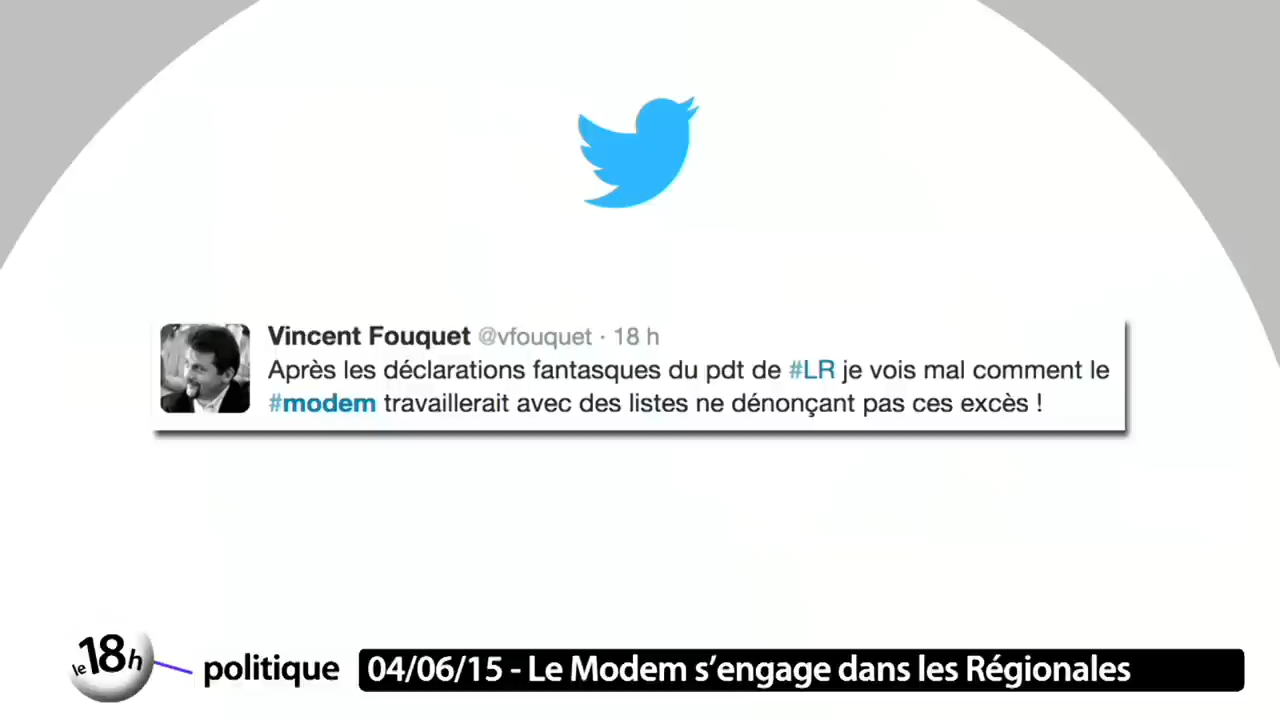 Vincent Fouquet @vfouquet · 18 h
Après les déclarations fantasques du pdt de #LR je vois mal comment le
#modem travaillerait avec des listes ne dénonçant pas ces excès !
le 18h politique 04/06/15 - Le Modem s’engage dans les Régionales